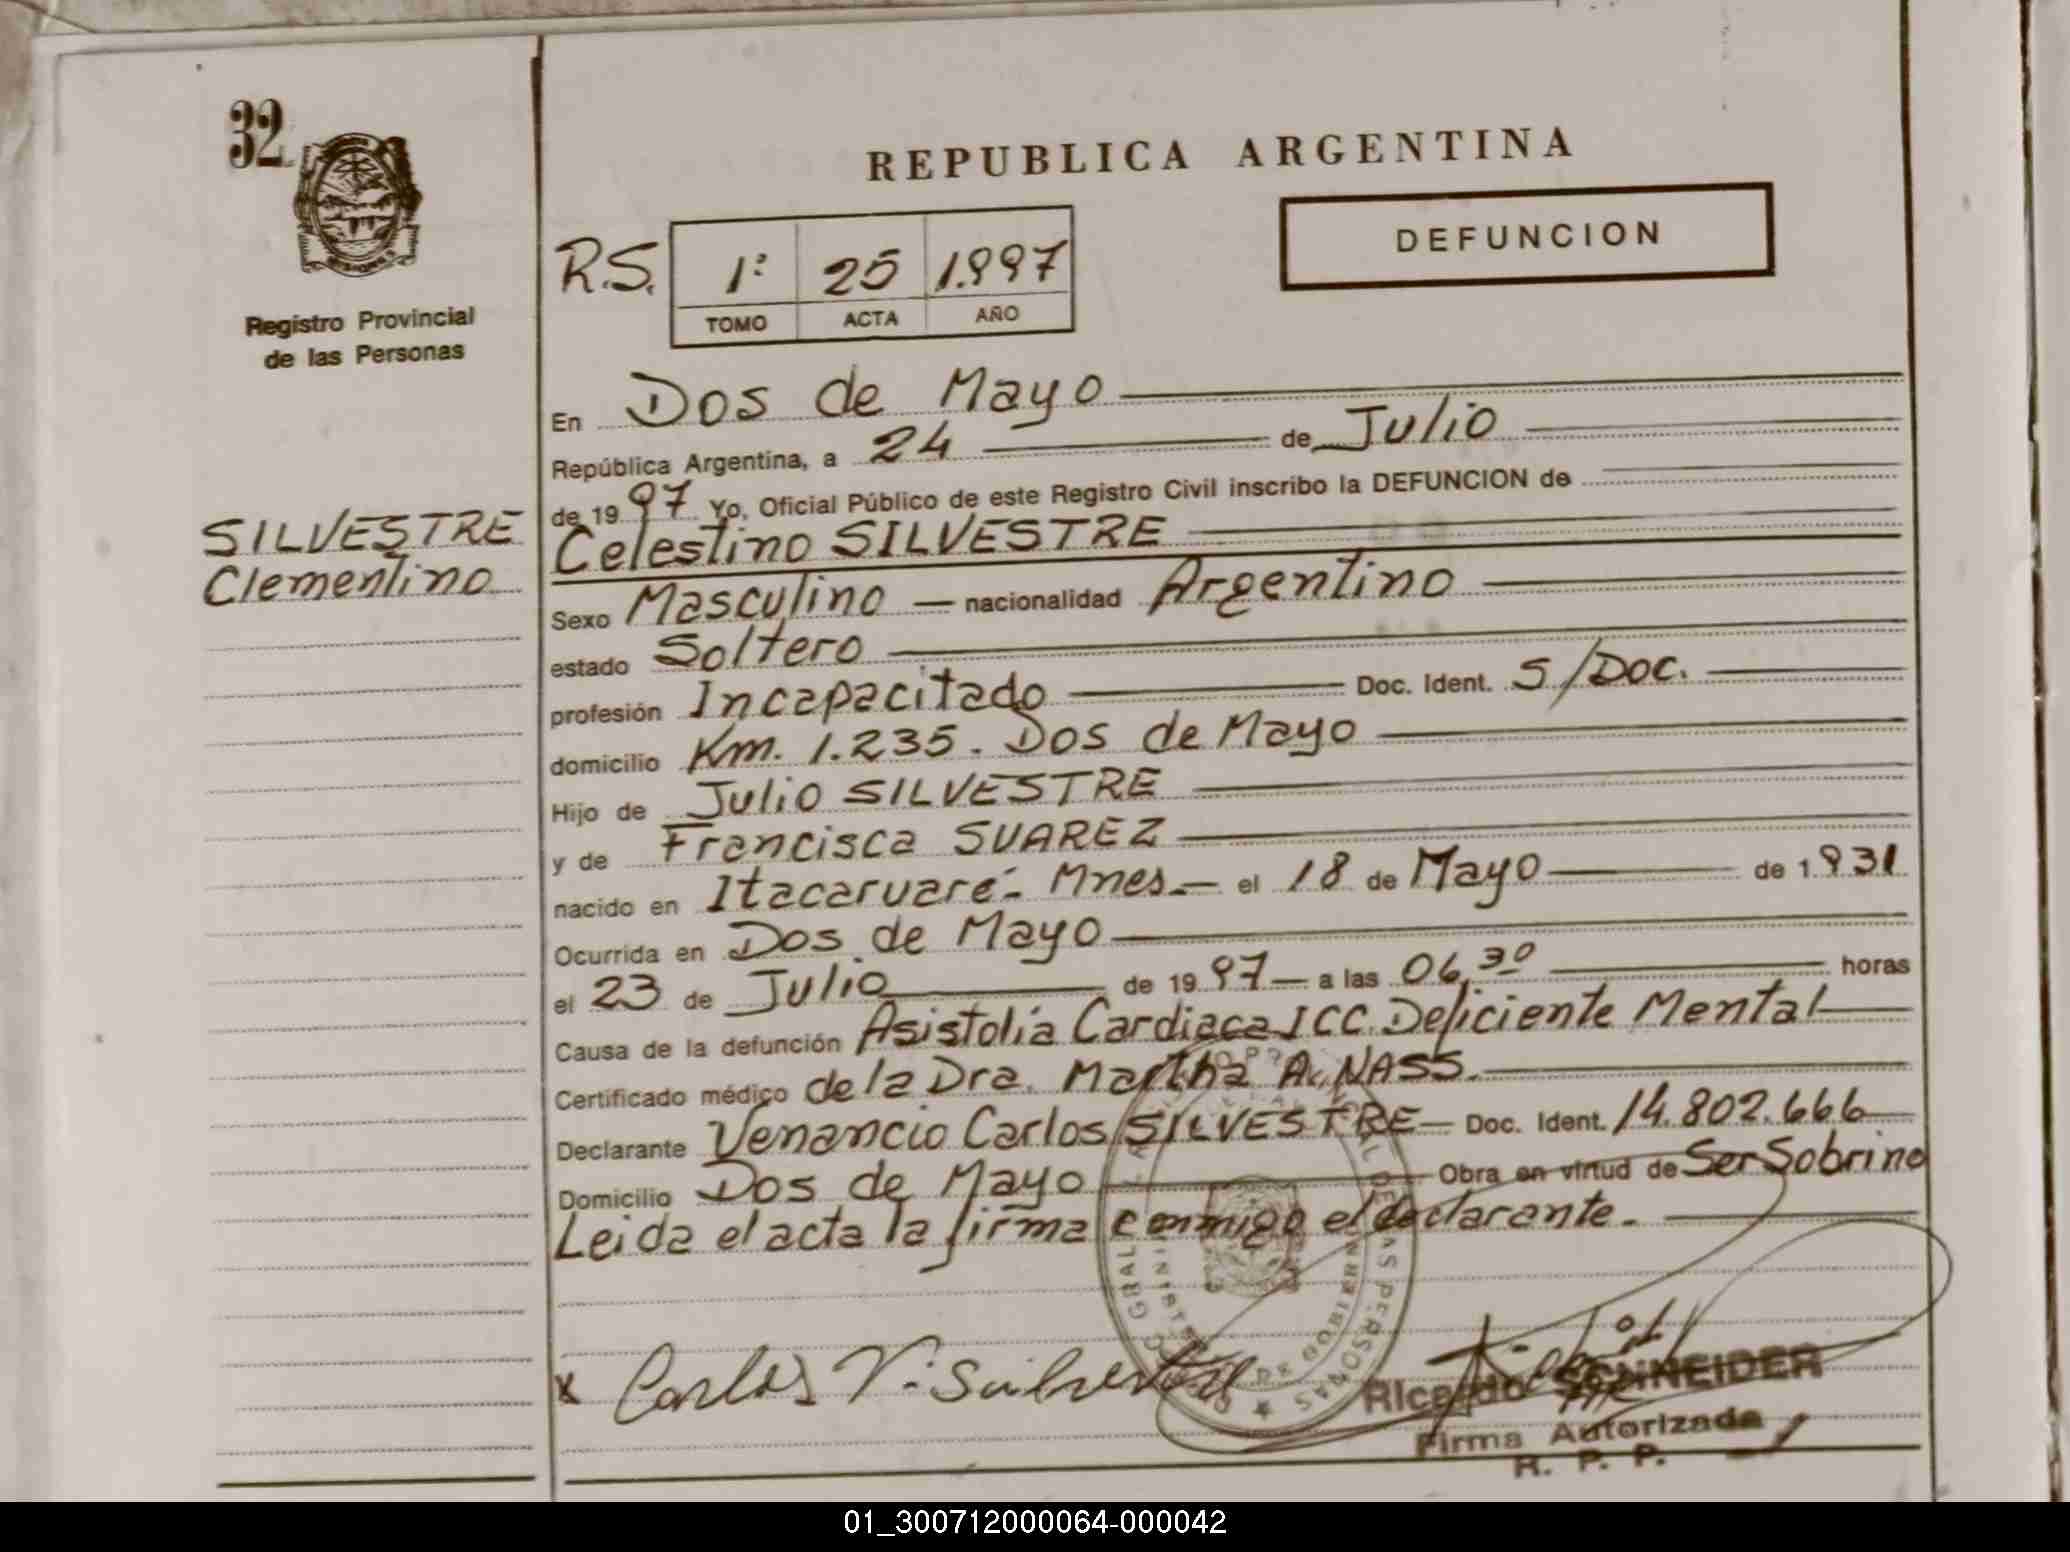 32
Registro Provincial
de las Personas
SILVESTRE
Clementino
REPUBLICA ARGENTINA
DEFUNCION
R.S. 1º 25 1.997
TOMO ACTA AÑO
En Dos de Mayo
República Argentina, a 24 de Julio
de 1997 Yo, Oficial Público de este Registro Civil inscribo la DEFUNCION de
Celestino SILVESTRE
Sexo Masculino nacionalidad Argentino
estado Soltero
profesión Incapacitado Doc. Ident. S/Doc.
domicilio Km. 1.235. Dos de Mayo
Hijo de Julio SILVESTRE
y de Francisca SUAREZ
nacido en Itacaruaré- Mnes.- el 18 de Mayo de 1931
Ocurrida en Dos de Mayo
el 23 de Julio de 1997 a las 06,30 horas
Causa de la defunción Asistolia Cardiaca ICC. Deficiente Mental
Certificado médico de la Dra. Martha A. NASS.
Declarante Venancio Carlos SILVESTRE Doc. Ident. 14.802.666
Domicilio Dos de Mayo Obra en virtud de Ser Sobrino
Leida el acta la firma conmigo el declarante.
x Carlos V. Silvestre
Ricardo SCHNEIDER
Firma Autorizada
R. P. P.
01_300712000064-000042